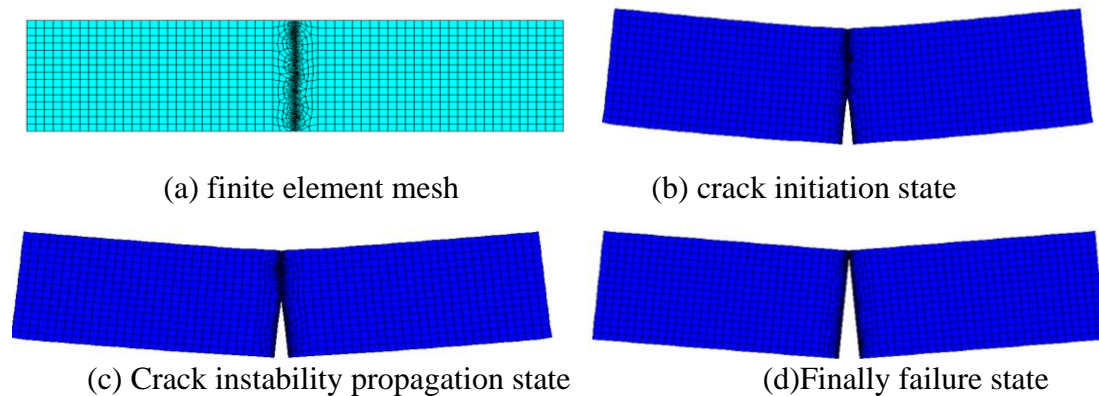 (a) finite element mesh
(b) crack initiation state
(c) Crack instability propagation state
(d)Finally failure state